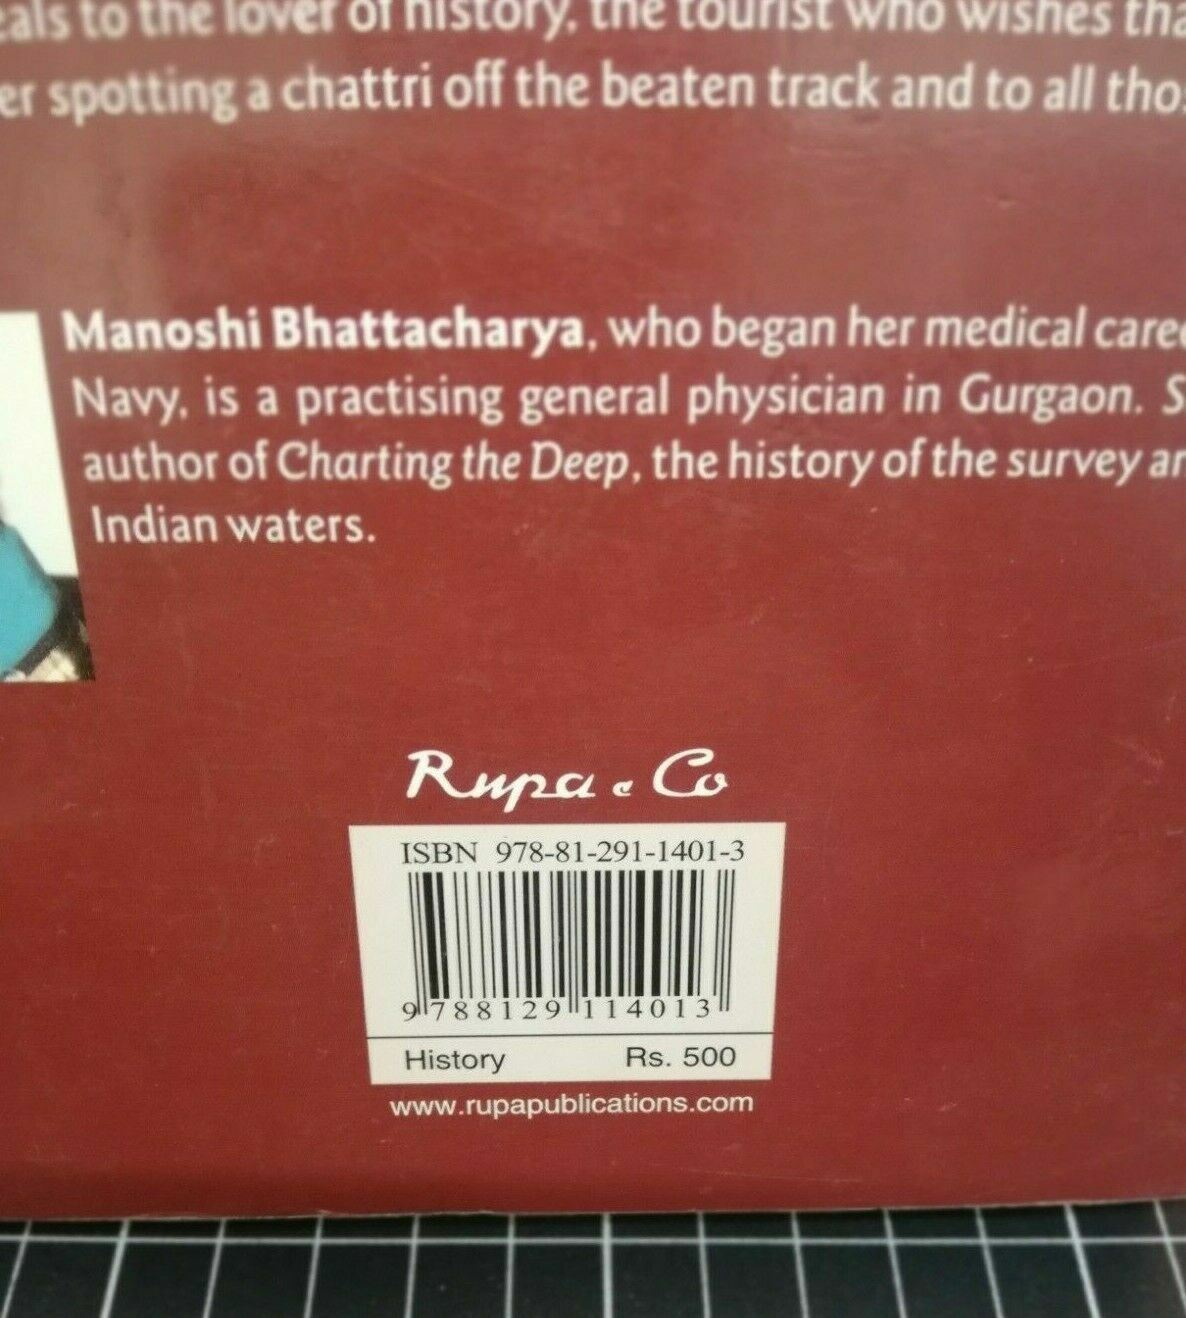 eals to the lover of history, the tourist who wishes tha
er spotting a chattri off the beaten track and to all tho
Manoshi Bhattacharya, who began her medical caree
Navy, is a practising general physician in Gurgaon. S
author of Charting the Deep, the history of the survey an
Indian waters.
Rupa & Co
ISBN 978-81-291-1401-3
9 788129 114013
History Rs. 500
www.rupapublications.com